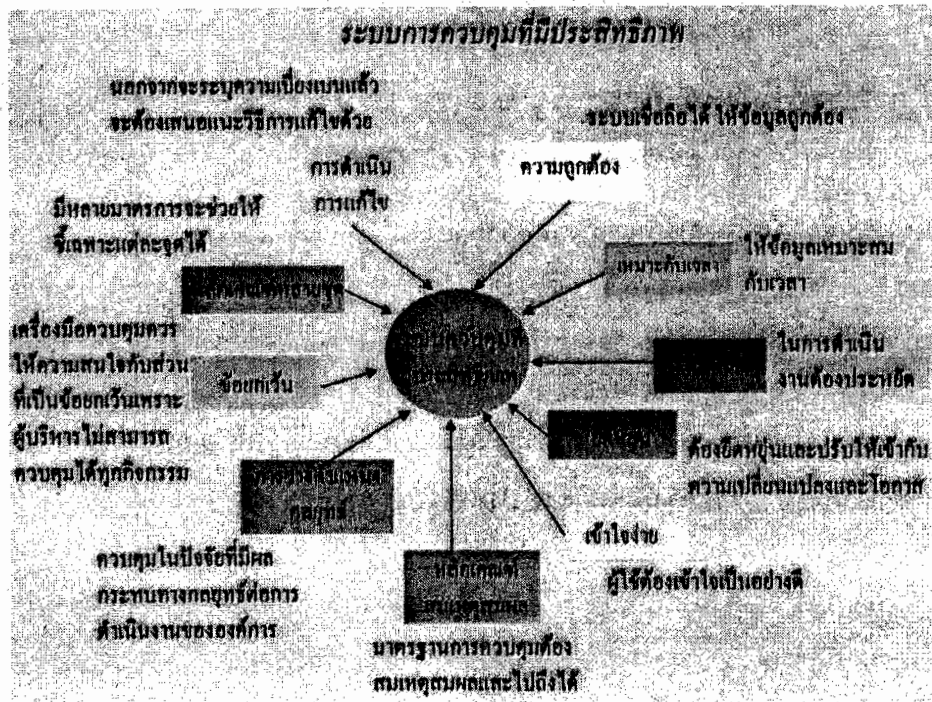 ระบบการควบคุมที่มีประสิทธิภาพ
นอกจากจะระบุความเบี่ยงเบนแล้ว
จะต้องเสนอแนะวิธีการแก้ไขด้วย
ระบบเชื่อถือได้ ให้ข้อมูลถูกต้อง
การดำเนิน
การแก้ไข
ความถูกต้อง
มีหลายมาตรการจะช่วยให้
ชี้เฉพาะแต่ละจุดได้
เหมาะกับเวลา
ให้ข้อมูลเหมาะสม
กับเวลา
เครื่องมือควบคุมควร
ให้ความสนใจกับส่วน
ที่เป็นข้อยกเว้นเพราะ
ผู้บริหารไม่สามารถ
ควบคุมได้ทุกกิจกรรม
ข้อยกเว้น
ในการดำเนิน
งานต้องประหยัด
ต้องยืดหยุ่นและปรับให้เข้ากับ
ความเปลี่ยนแปลงและโอกาส
กลยุทธ์
เข้าใจง่าย
ผู้ใช้ต้องเข้าใจเป็นอย่างดี
ควบคุมในปัจจัยที่มีผล
กระทบทางกลยุทธ์ต่อการ
ดำเนินงานขององค์การ
หลักเกณฑ์
สมเหตุสมผล
มาตรฐานการควบคุมต้อง
สมเหตุสมผลและไปถึงได้